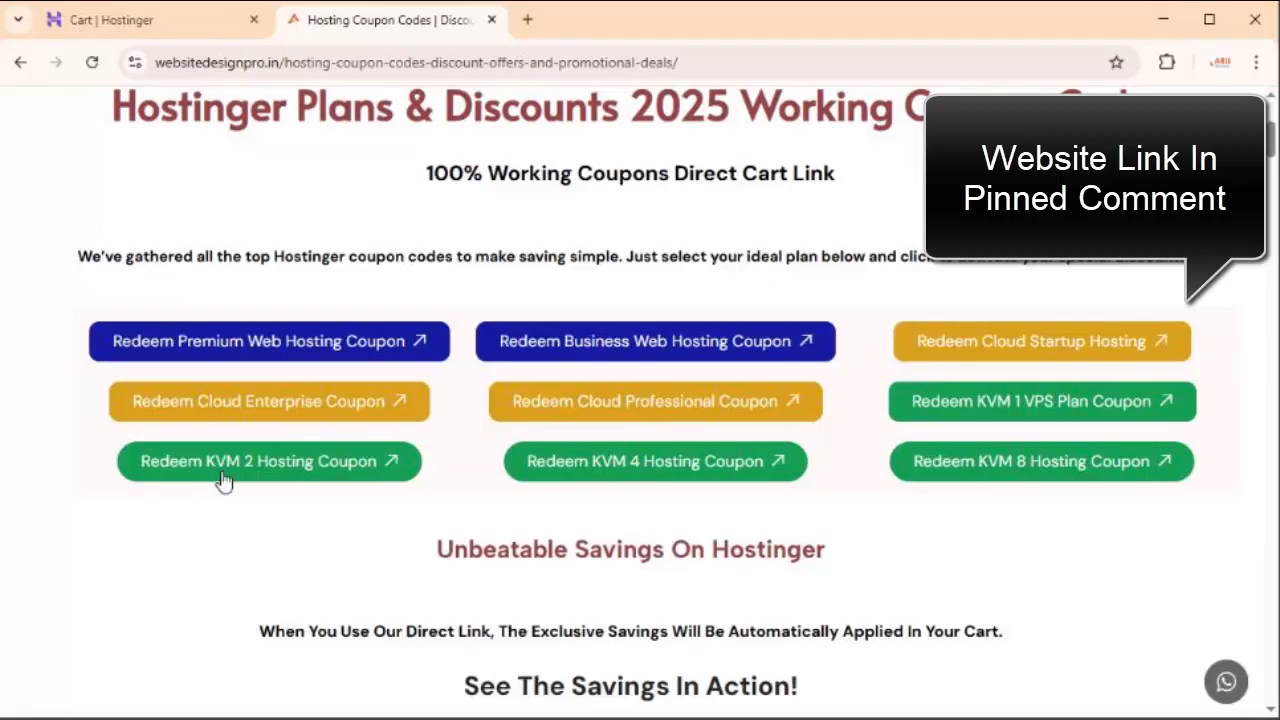 Cart | Hostinger
Hosting Coupon Codes | Disco
websitedesignpro.in/hosting-coupon-codes-discount-offers-and-promotional-deals/
Hostinger Plans & Discounts 2025 Working
Website Link In
Pinned Comment
100% Working Coupons Direct Cart Link
We've gathered all the top Hostinger coupon codes to make saving simple. Just select your ideal plan below and
Redeem Premium Web Hosting Coupon
Redeem Business Web Hosting Coupon
Redeem Cloud Startup Hosting
Redeem Cloud Enterprise Coupon
Redeem Cloud Professional Coupon
Redeem KVM 1 VPS Plan Coupon
Redeem KVM 2 Hosting Coupon
Redeem KVM 4 Hosting Coupon
Redeem KVM 8 Hosting Coupon
Unbeatable Savings On Hostinger
When You Use Our Direct Link, The Exclusive Savings Will Be Automatically Applied In Your Cart.
See The Savings In Action!